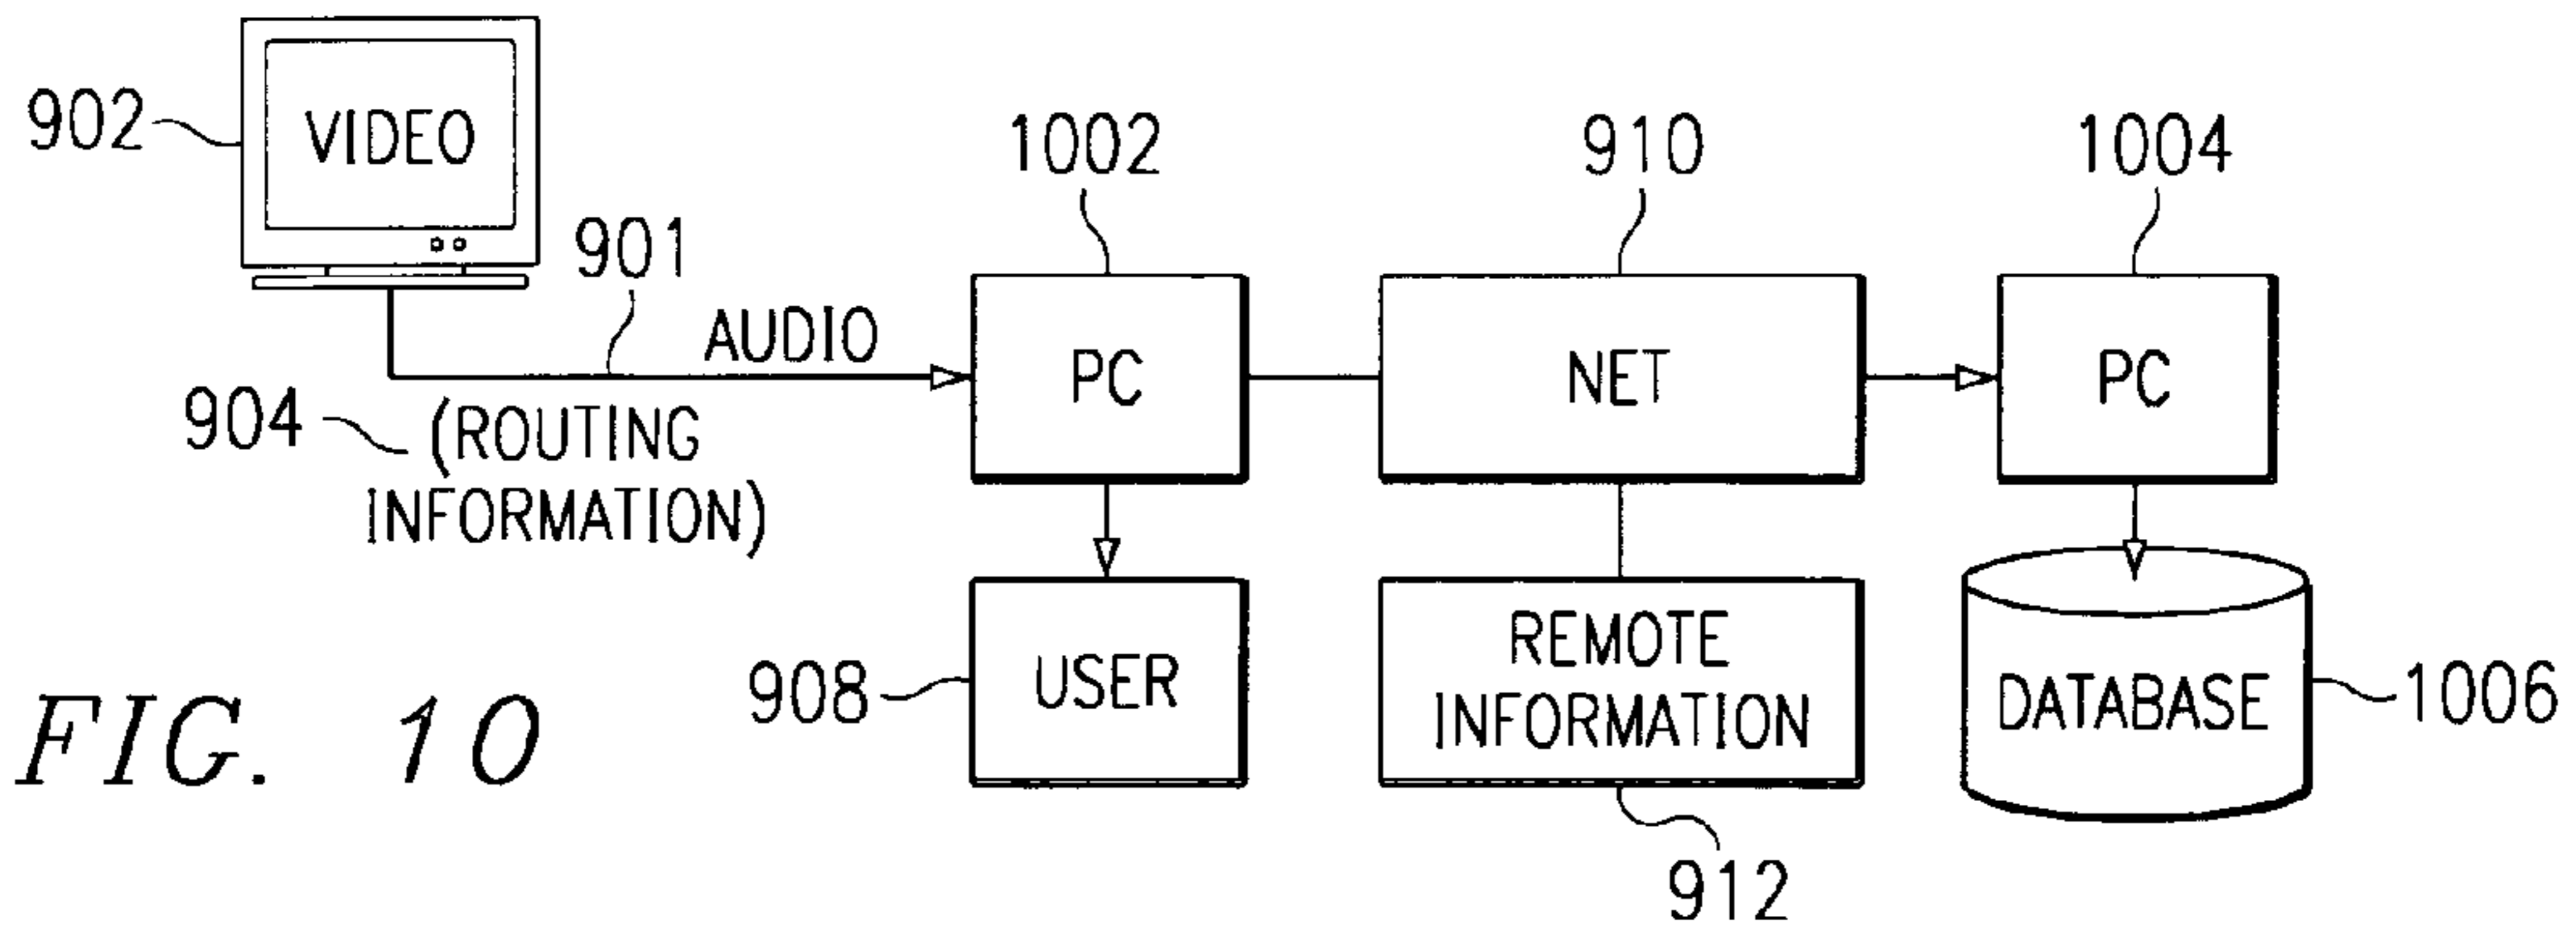 902
VIDEO
901
AUDIO
904
(ROUTING
INFORMATION)
1002
PC
910
NET
1004
PC
908
USER
REMOTE
INFORMATION
912
DATABASE
1006
FIG. 10